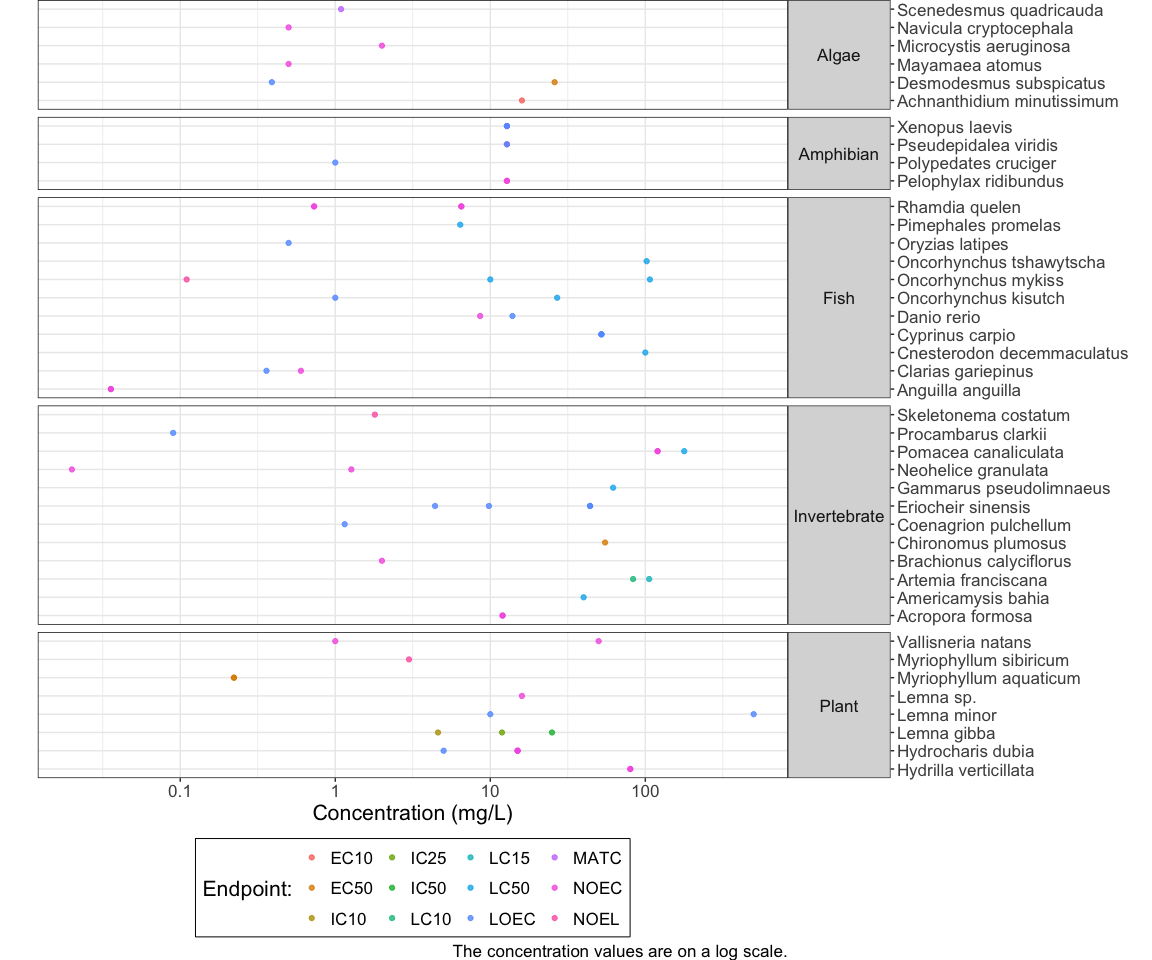 Algae
Scenedesmus quadricauda
Navicula cryptocephala
Microcystis aeruginosa
Mayamaea atomus
Desmodesmus subspicatus
Achnanthidium minutissimum
Amphibian
Xenopus laevis
Pseudepidalea viridis
Polypedates cruciger
Pelophylax ridibundus
Fish
Rhamdia quelen
Pimephales promelas
Oryzias latipes
Oncorhynchus tshawytscha
Oncorhynchus mykiss
Oncorhynchus kisutch
Danio rerio
Cyprinus carpio
Cnesterodon decemmaculatus
Clarias gariepinus
Anguilla anguilla
Invertebrate
Skeletonema costatum
Procambarus clarkii
Pomacea canaliculata
Neohelice granulata
Gammarus pseudolimnaeus
Eriocheir sinensis
Coenagrion pulchellum
Chironomus plumosus
Brachionus calyciflorus
Artemia franciscana
Americamysis bahia
Acropora formosa
Plant
Vallisneria natans
Myriophyllum sibiricum
Myriophyllum aquaticum
Lemna sp.
Lemna minor
Lemna gibba
Hydrocharis dubia
Hydrilla verticillata
0.1 1 10 100
Concentration (mg/L)
Endpoint:
EC10 IC25 LC15 MATC
EC50 IC50 LC50 NOEC
IC10 LC10 LOEC NOEL
The concentration values are on a log scale.